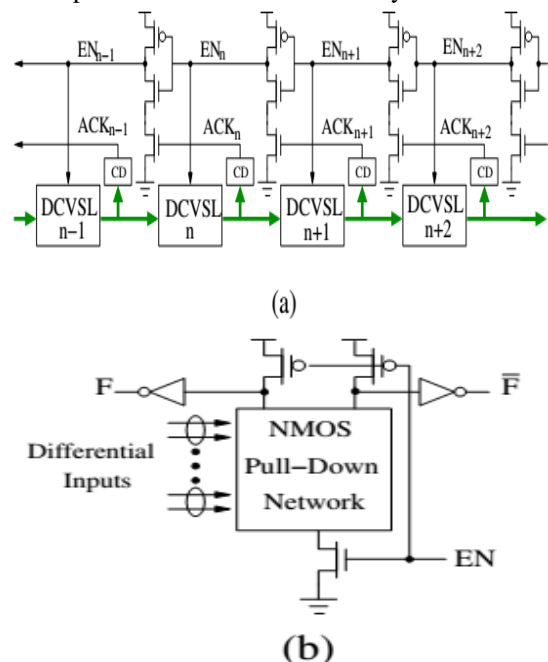 ENn−1 ENn ENn+1 ENn+2
ACKn−1 ACKn ACKn+1 ACKn+2
CD CD CD CD
DCVSL n−1
DCVSL n
DCVSL n+1
DCVSL n+2
(a)
F
F̅
NMOS
Pull−Down
Network
Differential
Inputs
EN
(b)